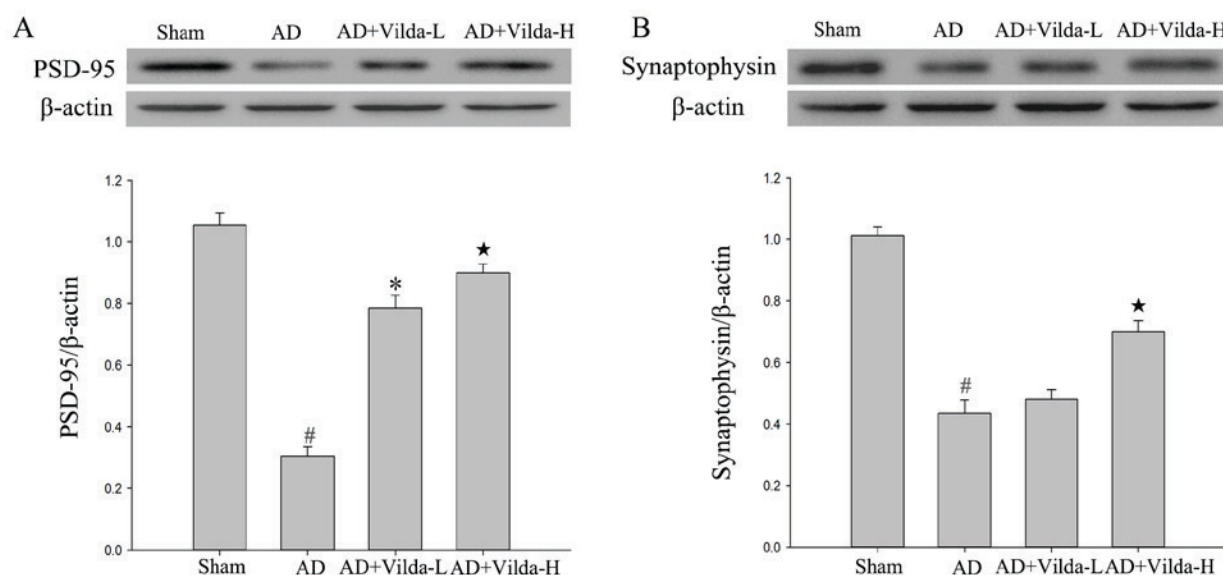 A
Sham AD AD+Vilda-L AD+Vilda-H
PSD-95
β-actin
1.2
1.0
0.8
0.6
0.4
0.2
0.0
PSD-95/β-actin
#
*
★
Sham AD AD+Vilda-L AD+Vilda-H
B
Sham AD AD+Vilda-L AD+Vilda-H
Synaptophysin
β-actin
1.2
1.0
0.8
0.6
0.4
0.2
0.0
Synaptophysin/β-actin
#
★
Sham AD AD+Vilda-L AD+Vilda-H